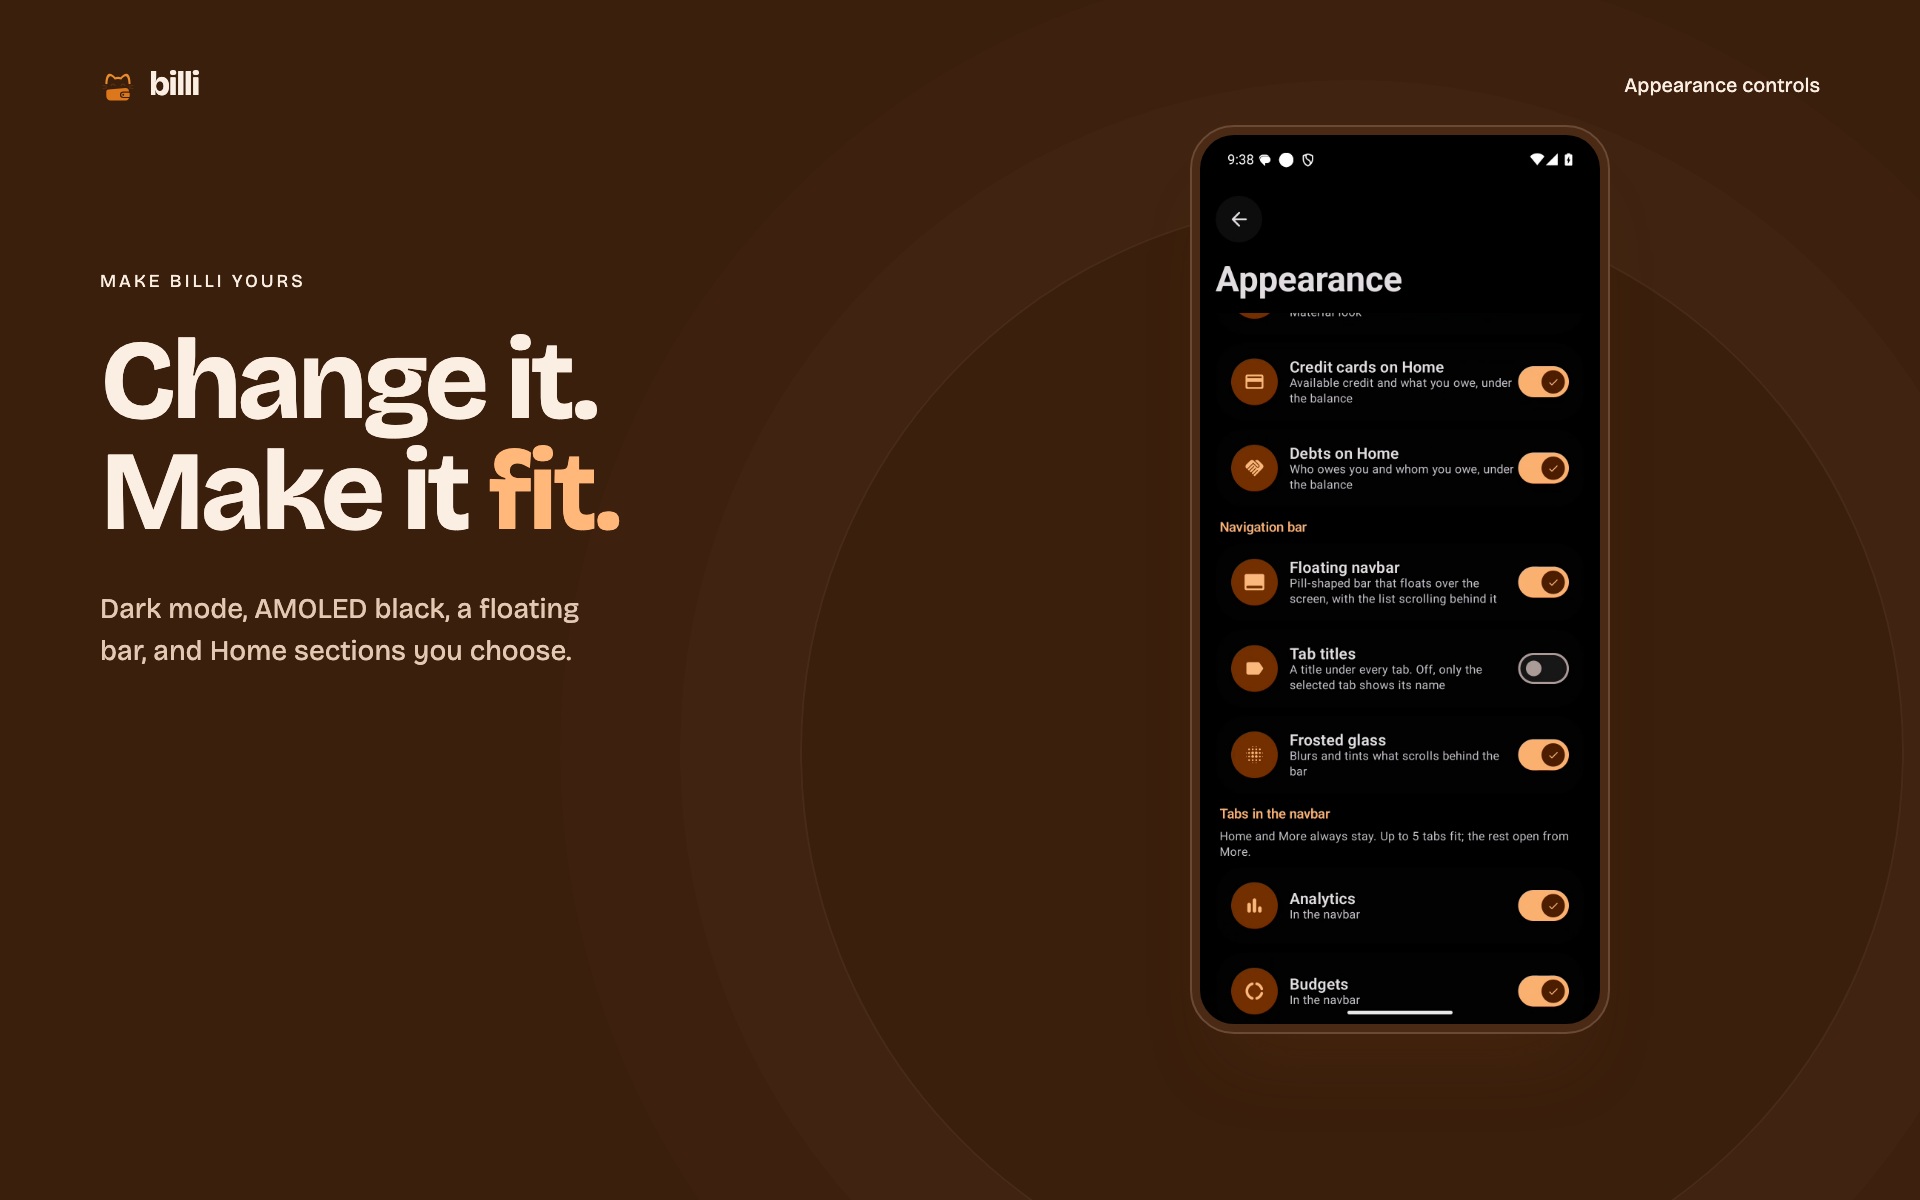 billi
Appearance controls
MAKE BILLI YOURS
Change it.
Make it fit.
Dark mode, AMOLED black, a floating
bar, and Home sections you choose.
9:38
Appearance
Material look
Credit cards on Home
Available credit and what you owe, under
the balance
Debts on Home
Who owes you and whom you owe, under
the balance
Navigation bar
Floating navbar
Pill-shaped bar that floats over the
screen, with the list scrolling behind it
Tab titles
A title under every tab. Off, only the
selected tab shows its name
Frosted glass
Blurs and tints what scrolls behind the
bar
Tabs in the navbar
Home and More always stay. Up to 5 tabs fit; the rest open from
More.
Analytics
In the navbar
Budgets
In the navbar